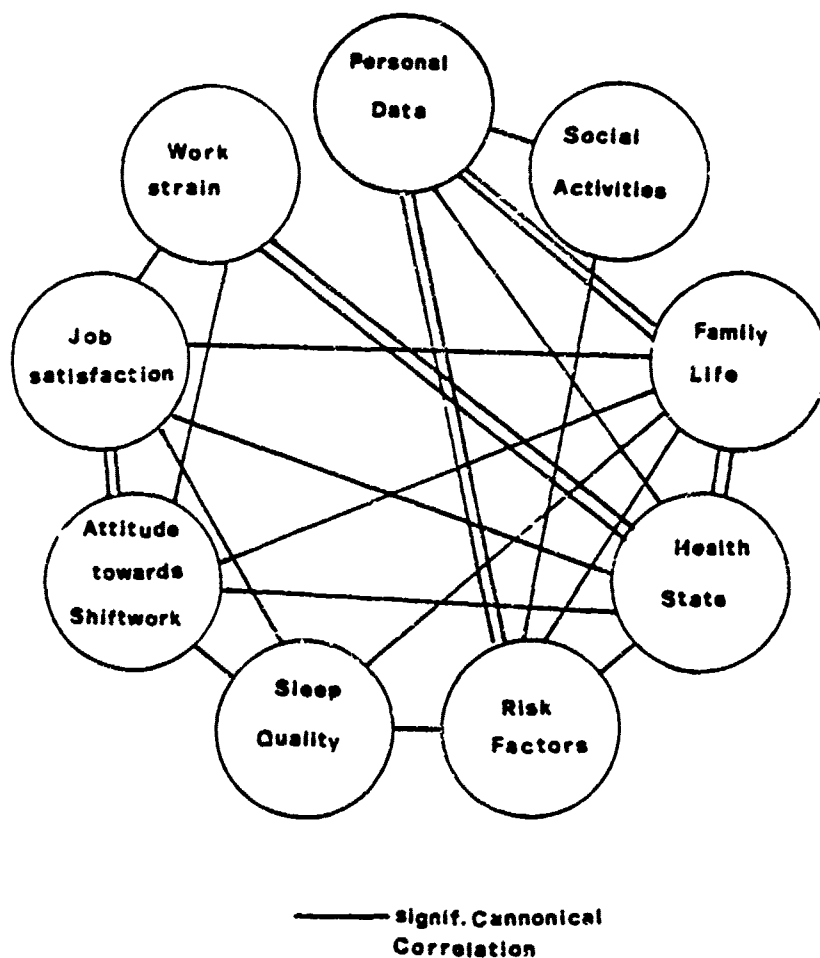 Personal
Data
Social
Activities
Work
strain
Family
Life
Job
satisfaction
Health
State
Attitude
towards
Shiftwork
Sleep
Quality
Risk
Factors
signif. Cannonical
Correlation